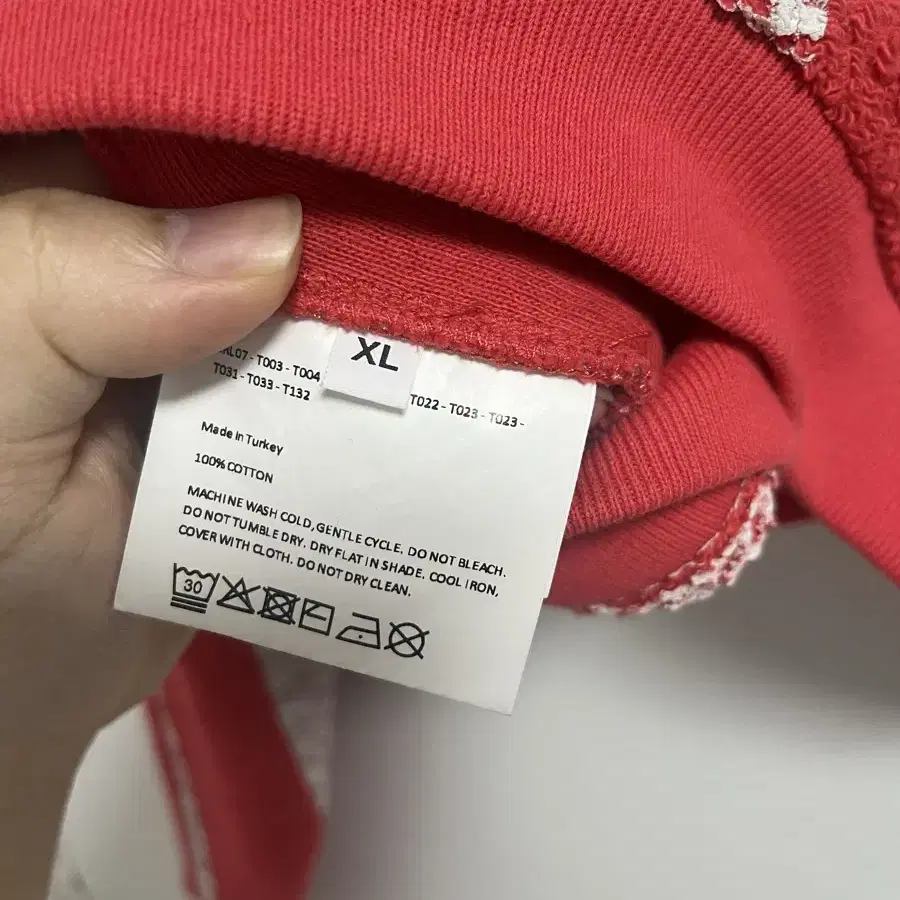 XL
T003 - T004
T031 - T033 - T132
T022 - T023 - T023 -
Made in Turkey
100% COTTON
MACHINE WASH COLD, GENTLE CYCLE. DO NOT BLEACH.
DO NOT TUMBLE DRY. DRY FLAT IN SHADE. COOL IRON,
COVER WITH CLOTH. DO NOT DRY CLEAN.
30